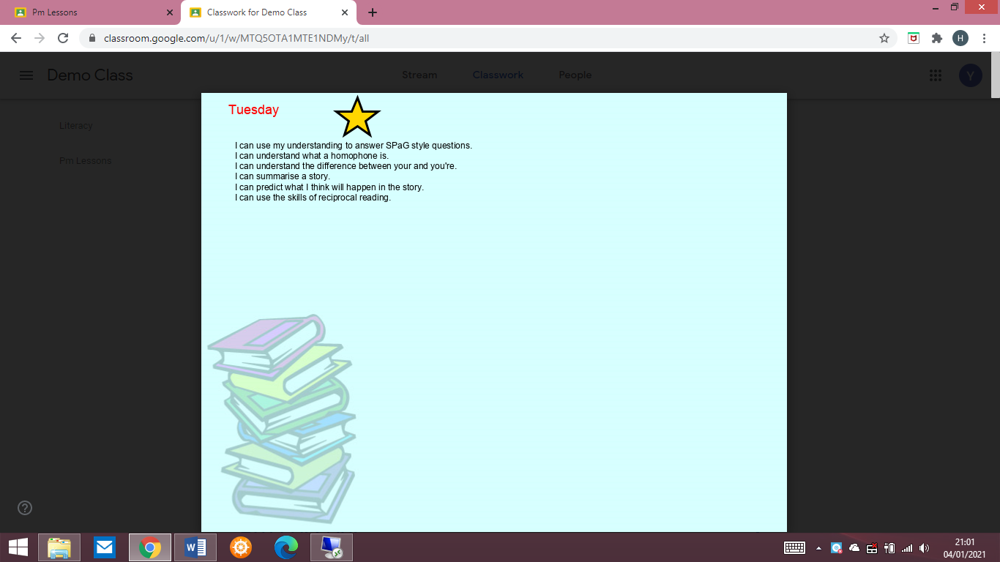 Pm Lessons
Classwork for Demo Class
classroom.google.com/u/1/w/MTQ5OTA1MTE1NDMy/t/all
H
Demo Class
Stream
Classwork
People
Y
Literacy
Pm Lessons
Tuesday
I can use my understanding to answer SPaG style questions.
I can understand what a homophone is.
I can understand the difference between your and you're.
I can summarise a story.
I can predict what I think will happen in the story.
I can use the skills of reciprocal reading.
21:01
04/01/2021